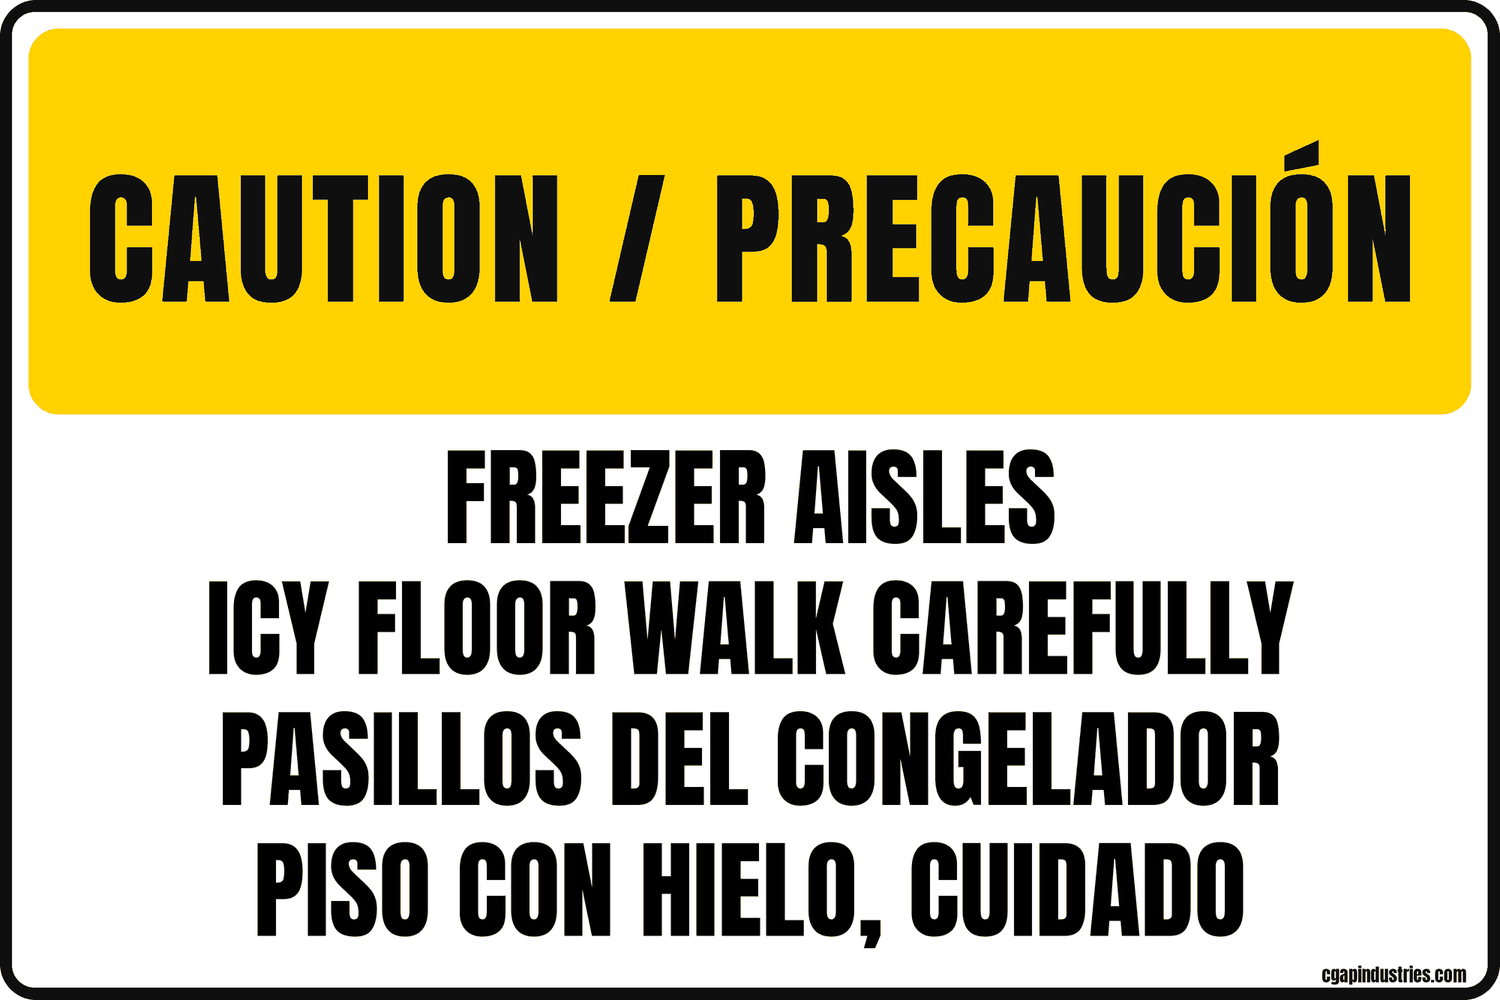 CAUTION / PRECAUCIÓN
FREEZER AISLES
ICY FLOOR WALK CAREFULLY
PASILLOS DEL CONGELADOR
PISO CON HIELO, CUIDADO
cgapindustries.com